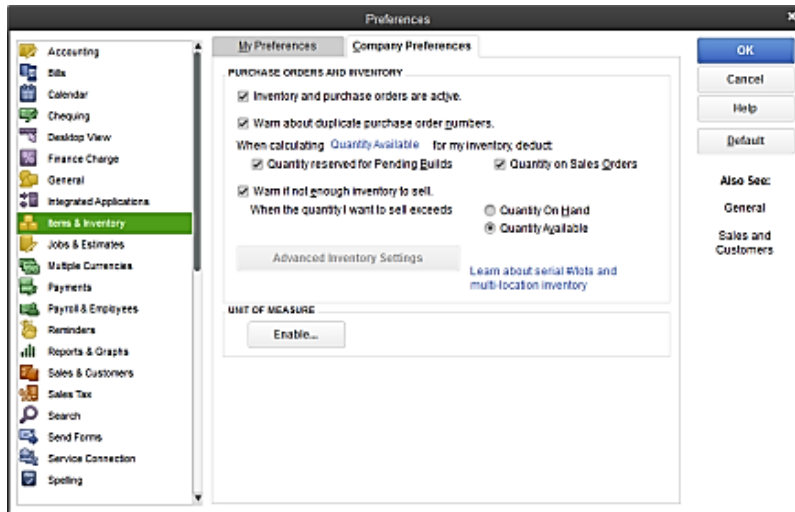 Preferences
Accounting
Bills
Calendar
Chequing
Desktop View
Finance Charge
General
Integrated Applications
Items & Inventory
Jobs & Estimates
Multiple Currencies
Payments
Payroll & Employees
Reminders
Reports & Graphs
Sales & Customers
Sales Tax
Search
Send Forms
Service Connection
Spelling
My Preferences
Company Preferences
PURCHASE ORDERS AND INVENTORY
Inventory and purchase orders are active.
Warn about duplicate purchase order numbers.
When calculating Quantity Available for my inventory, deduct:
Quantity reserved for Pending Builds
Quantity on Sales Orders
Warn if not enough inventory to sell.
When the quantity I want to sell exceeds
Quantity On Hand
Quantity Available
Advanced Inventory Settings
Learn about serial #/lots and
multi-location inventory
UNIT OF MEASURE
Enable...
OK
Cancel
Help
Default
Also See:
General
Sales and
Customers